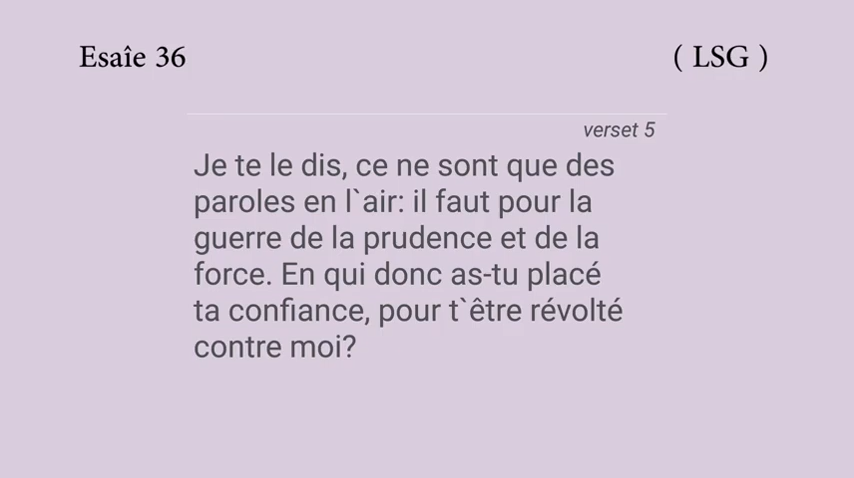 Esaîe 36
( LSG )
verset 5
Je te le dis, ce ne sont que des
paroles en l`air: il faut pour la
guerre de la prudence et de la
force. En qui donc as-tu placé
ta confiance, pour t`être révolté
contre moi?